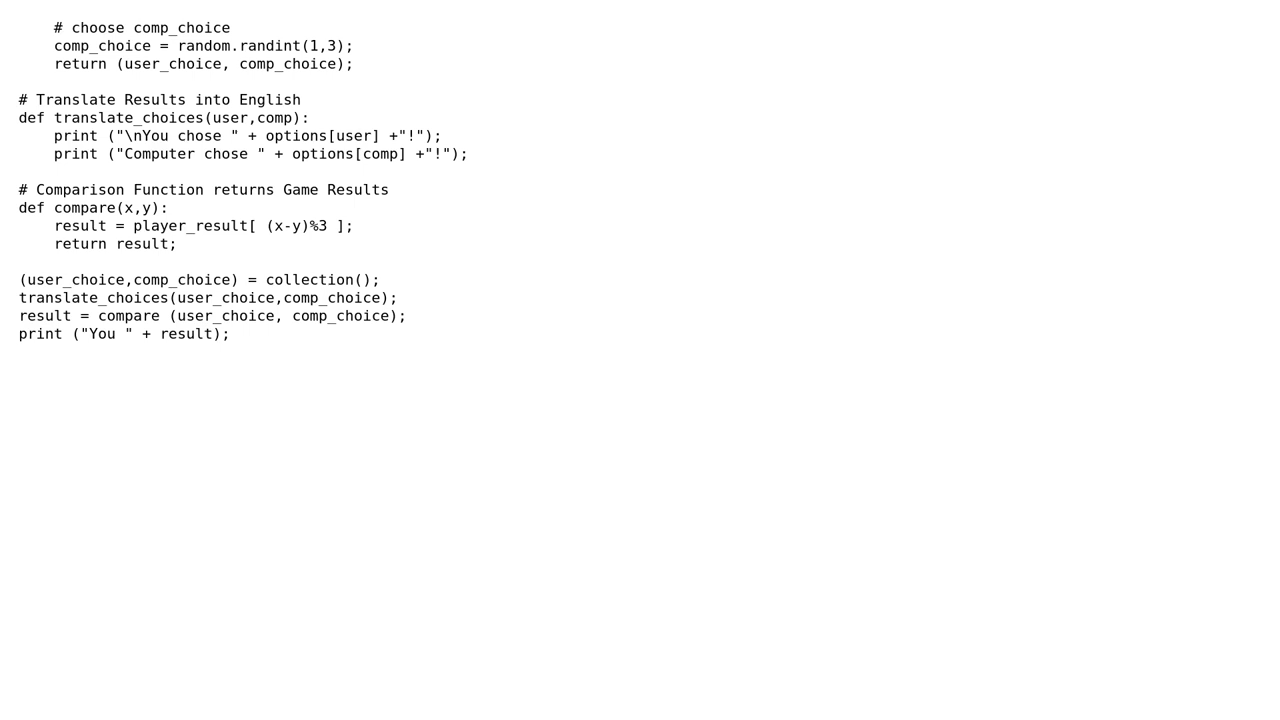 # choose comp_choice
    comp_choice = random.randint(1,3);
    return (user_choice, comp_choice);

# Translate Results into English
def translate_choices(user,comp):
    print ("\nYou chose " + options[user] +"!");
    print ("Computer chose " + options[comp] +"!");

# Comparison Function returns Game Results
def compare(x,y):
    result = player_result[ (x-y)%3 ];
    return result;

(user_choice,comp_choice) = collection();
translate_choices(user_choice,comp_choice);
result = compare (user_choice, comp_choice);
print ("You " + result);